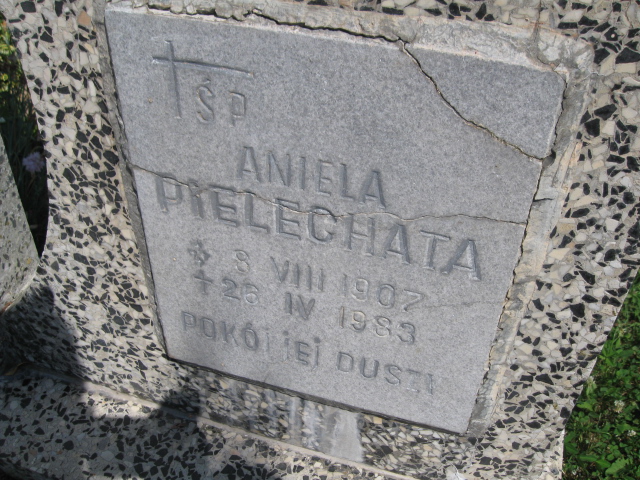 ŚP
ANIELA
PIELECHATA
* 8 VIII 1907
+ 26 IV 1983
POKÓJ JEJ DUSZY